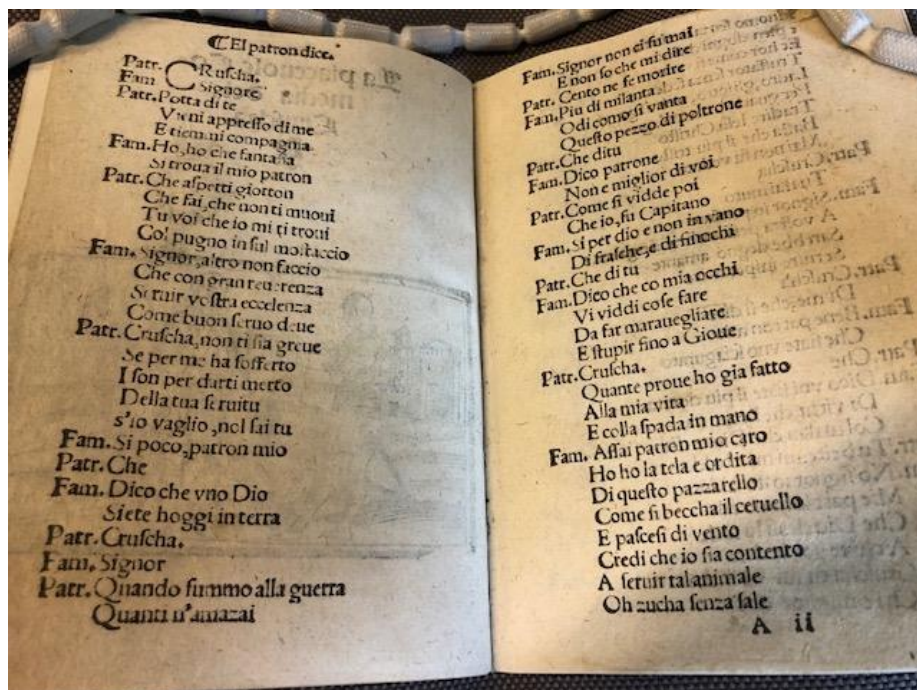 ☾ El patron dice.
Patr. CRuscha.
Fam. Signore
Patr. Potta di te
Vieni appresso di me
E tiemmi compagnia
Fam. Ho, ho che fantasia
Si troua il mio patron
Patr. Che aspetti giotton
Che fai, che non ti muoui
Tu voi che io mi ti troui
Col pugno in sul mostaccio
Fam. Signor, altro non faccio
Che con gran reuerenza
Seruir vostra eccelenza
Come buon seruo deue
Patr. Cruscha, non ti sia greue
Se per me ha sofferto
I son per darti merto
Della tua seruitu
s'io vaglio, nol sai tu
Fam. Si poco, patron mio
Patr. Che
Fam. Dico che vno Dio
Siete hoggi in terra
Patr. Cruscha.
Fam. Signor
Patr. Quando fummo alla guerra
Quanti n'amazai
Fam. Signor non ci fu mai
E non so che mi dire
Patr. Cento ne fe morire
Fam. Piu di milanta
Odi como si vanta
Questo pezzo di poltrone
Patr. Che ditu
Fam. Dico patrone
Non e miglior di voi
Patr. Come si vidde poi
Che io, fu Capitano
Fam. Si per dio e non in vano
Di frasche, e di finochi
Patr. Che di tu
Fam. Dico che co mia occhi
Vi viddi cose fare
Da far marauegliare
E stupir fino a Gioue
Patr. Cruscha.
Quante proue ho gia fatto
Alla mia vita
E colla spada in mano
Fam. Assai patron mio caro
Ho ho la tela e ordita
Di questo pazzarello
Come si beccha il ceruello
E pascesi di vento
Credi che io sia contento
A seruir tal animale
Oh zucha senza sale
A ii